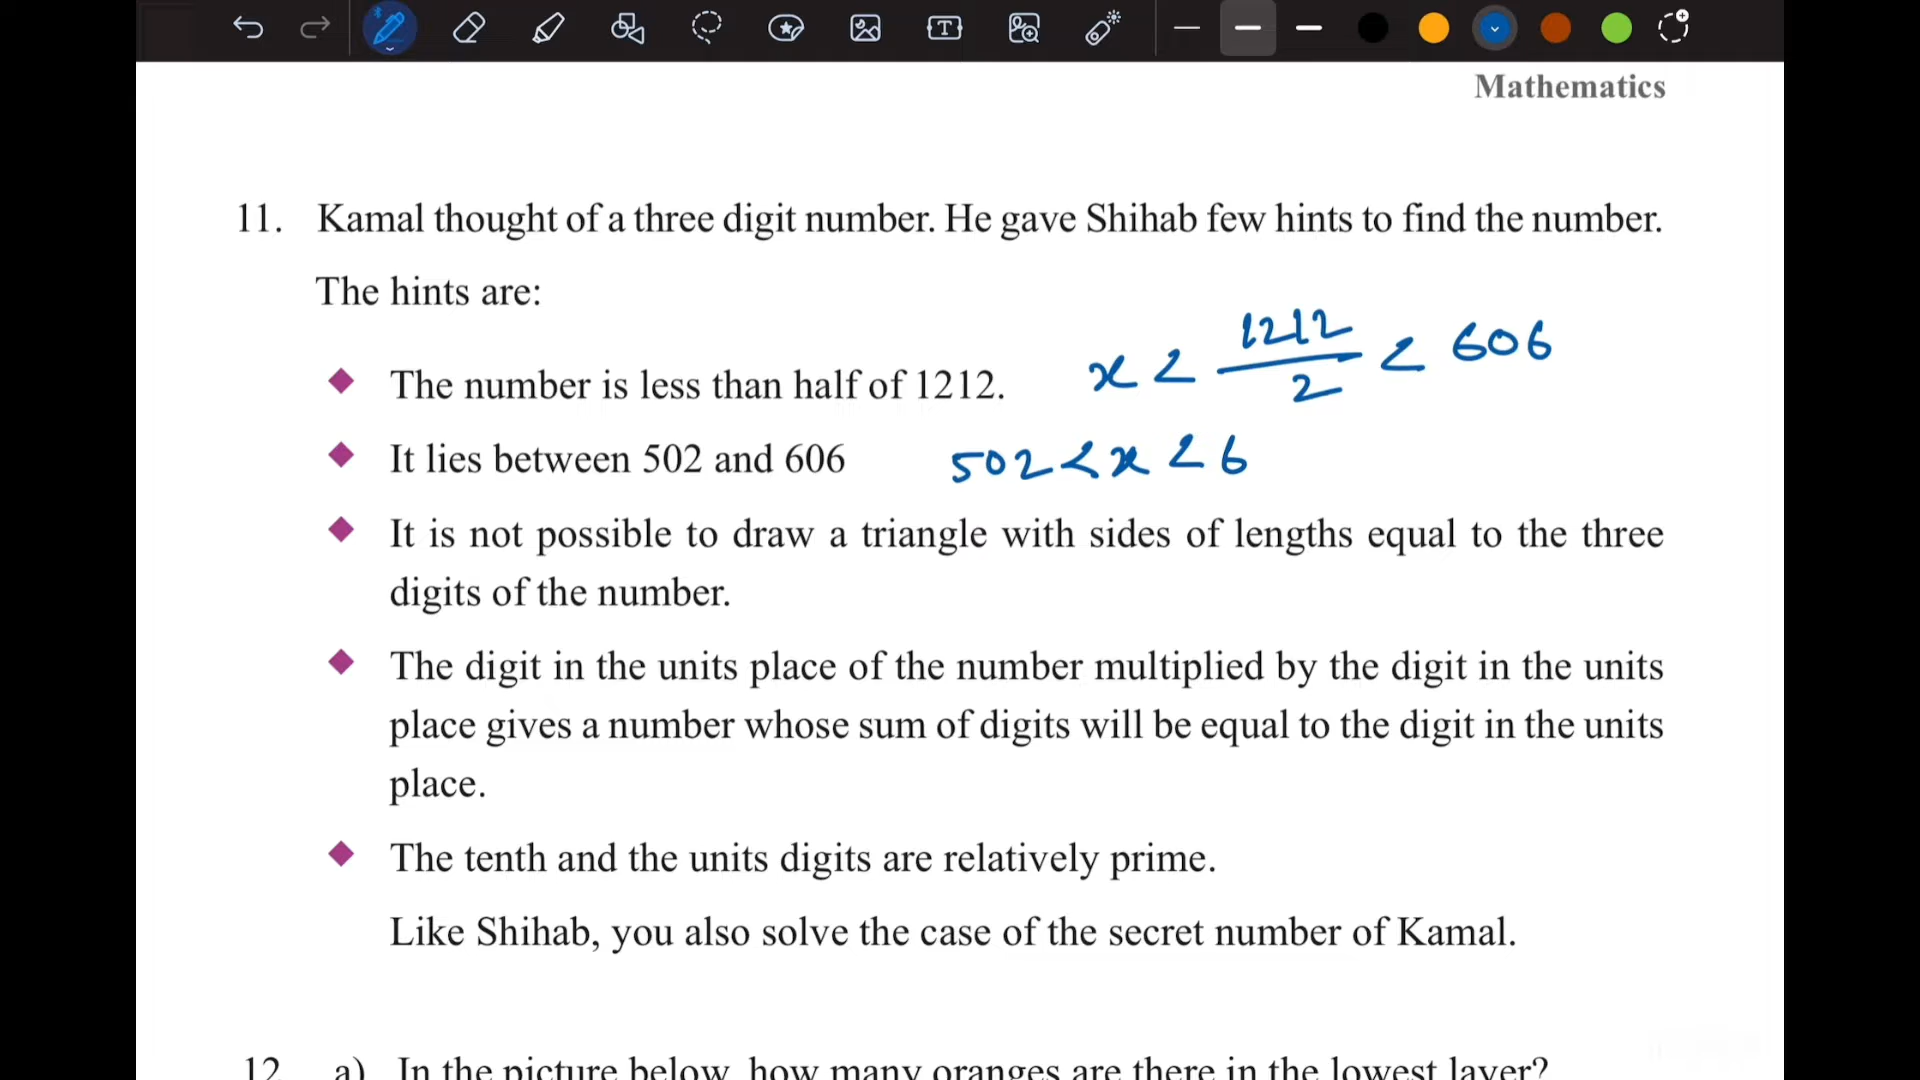 Mathematics
11. Kamal thought of a three digit number. He gave Shihab few hints to find the number.
The hints are:
x < 1212/2 < 606
◆ The number is less than half of 1212.
◆ It lies between 502 and 606 502 < x < 6
◆ It is not possible to draw a triangle with sides of lengths equal to the three
digits of the number.
◆ The digit in the units place of the number multiplied by the digit in the units
place gives a number whose sum of digits will be equal to the digit in the units
place.
◆ The tenth and the units digits are relatively prime.
Like Shihab, you also solve the case of the secret number of Kamal.
12. a) In the picture below, how many oranges are there in the lowest layer?